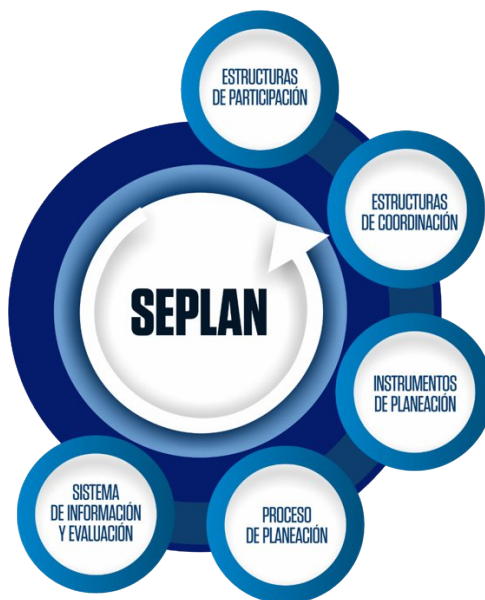 ESTRUCTURAS
DE PARTICIPACIÓN
ESTRUCTURAS
DE COORDINACIÓN
SEPLAN
INSTRUMENTOS
DE PLANEACIÓN
PROCESO
DE PLANEACIÓN
SISTEMA
DE INFORMACIÓN
Y EVALUACIÓN